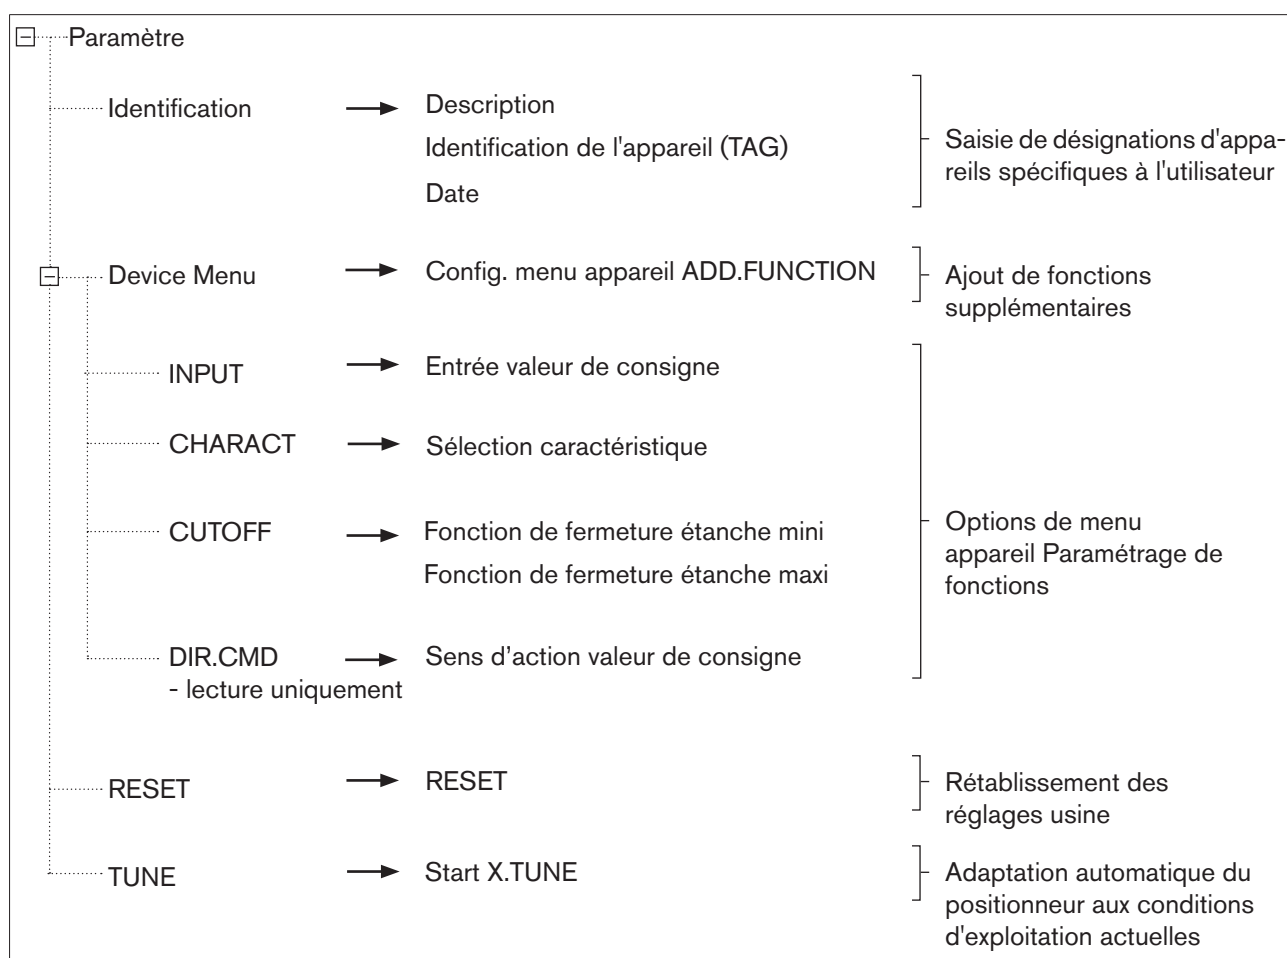 Paramètre
Identification
Description
Identification de l'appareil (TAG)
Date
Saisie de désignations d'appa-
reils spécifiques à l'utilisateur
Device Menu
Config. menu appareil ADD.FUNCTION
Ajout de fonctions
supplémentaires
INPUT
Entrée valeur de consigne
CHARACT
Sélection caractéristique
CUTOFF
Fonction de fermeture étanche mini
Fonction de fermeture étanche maxi
Options de menu
appareil Paramétrage de
fonctions
DIR.CMD
- lecture uniquement
Sens d’action valeur de consigne
RESET
RESET
Rétablissement des
réglages usine
TUNE
Start X.TUNE
Adaptation automatique du
positionneur aux conditions
d'exploitation actuelles